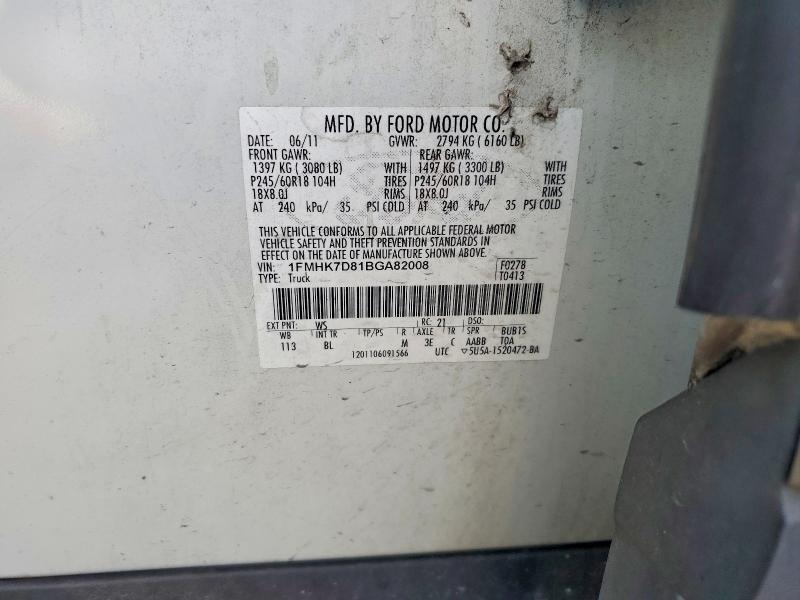 MFD. BY FORD MOTOR CO.
DATE: 06/11 GVWR: 2794 KG ( 6160 LB)
FRONT GAWR: REAR GAWR:
1397 KG ( 3080 LB) WITH 1497 KG ( 3300 LB) WITH
P245/60R18 104H TIRES P245/60R18 104H TIRES
18X8.0J RIMS 18X8.0J RIMS
AT 240 kPa/ 35 PSI COLD AT 240 kPa/ 35 PSI COLD
THIS VEHICLE CONFORMS TO ALL APPLICABLE FEDERAL MOTOR
VEHICLE SAFETY AND THEFT PREVENTION STANDARDS IN
EFFECT ON THE DATE OF MANUFACTURE SHOWN ABOVE.
VIN: 1FMHK7D81BGA82008 F0278
TYPE: Truck T0413
EXT PNT: WS RC: 21 DSO:
WB INT TR TP/PS R AXLE TR SPR BUB1S
113 BL M 3E C AABB TOA
1201106091566 UTC ▽5U5A-1520472-BA